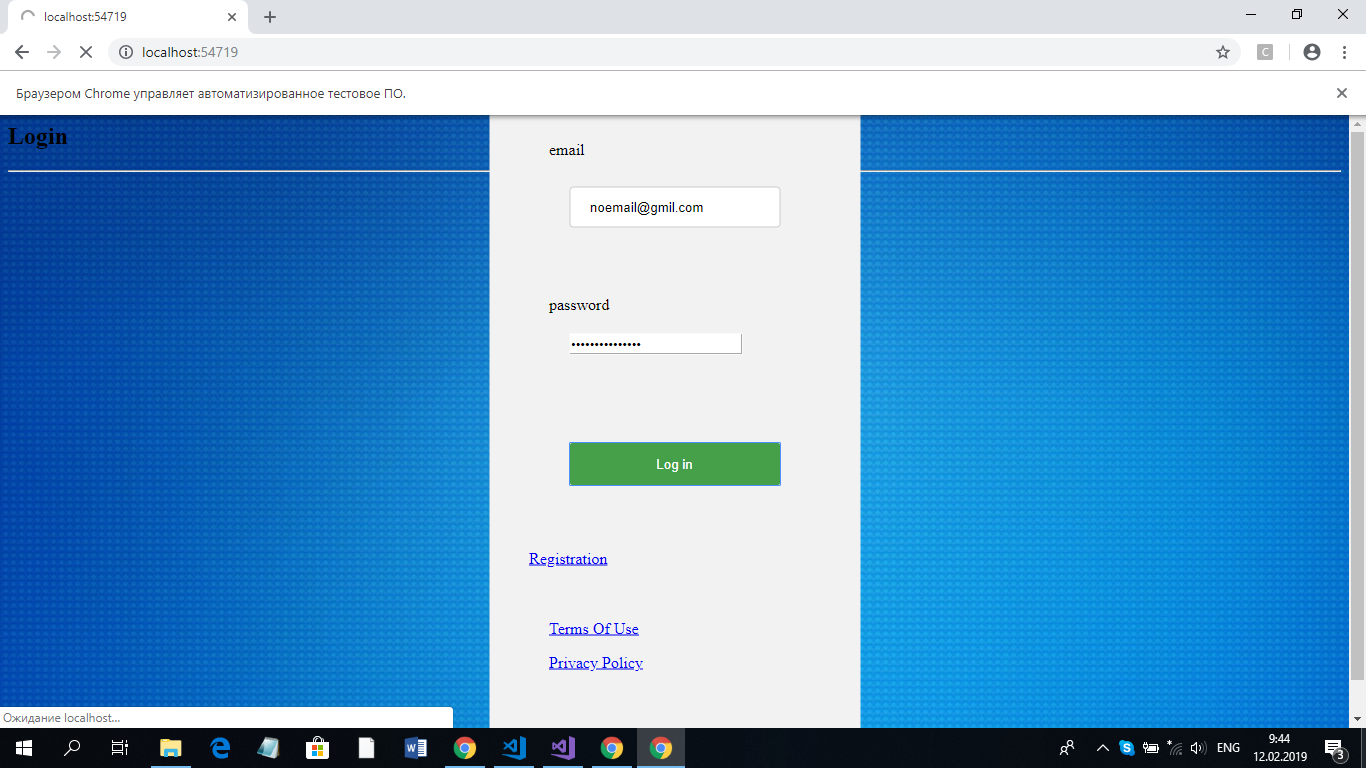 localhost:54719
localhost:54719
C
Браузером Chrome управляет автоматизированное тестовое ПО.
Login
email
noemail@gmil.com
password
•••••••••••••••
Log in
Registration
Terms Of Use
Privacy Policy
Ожидание localhost...
ENG
9:44
12.02.2019
3